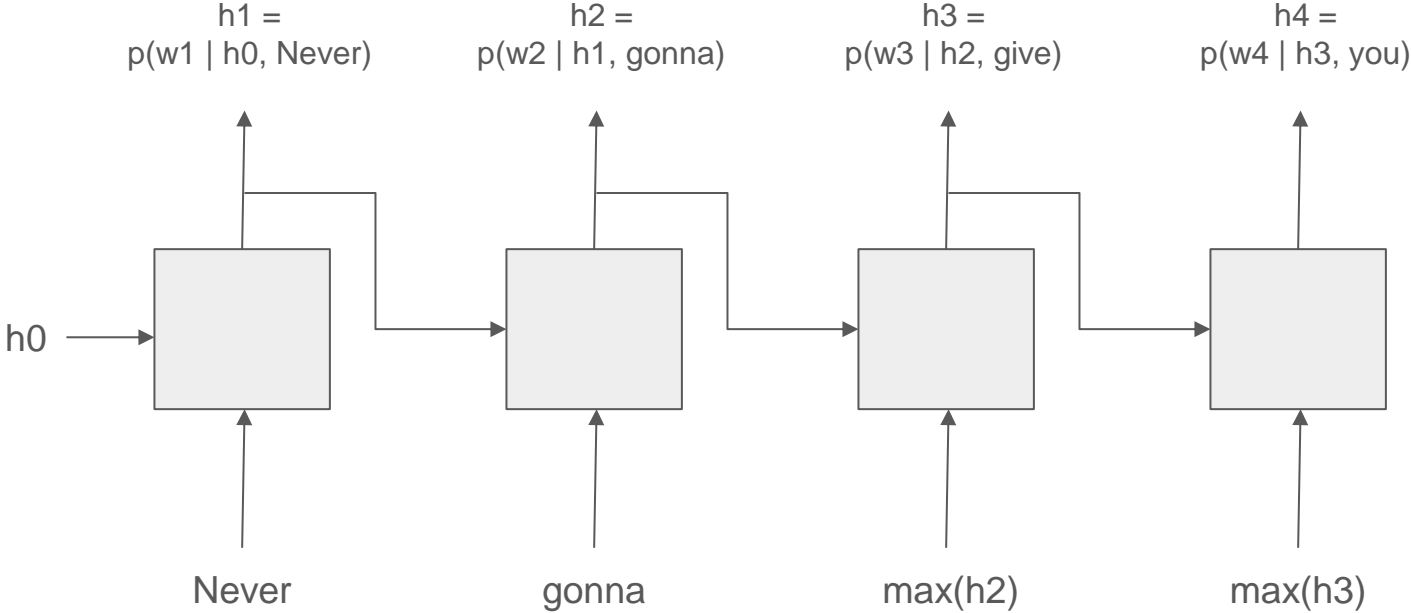 h1 =
p(w1 | h0, Never)
h2 =
p(w2 | h1, gonna)
h3 =
p(w3 | h2, give)
h4 =
p(w4 | h3, you)
h0
Never
gonna
max(h2)
max(h3)